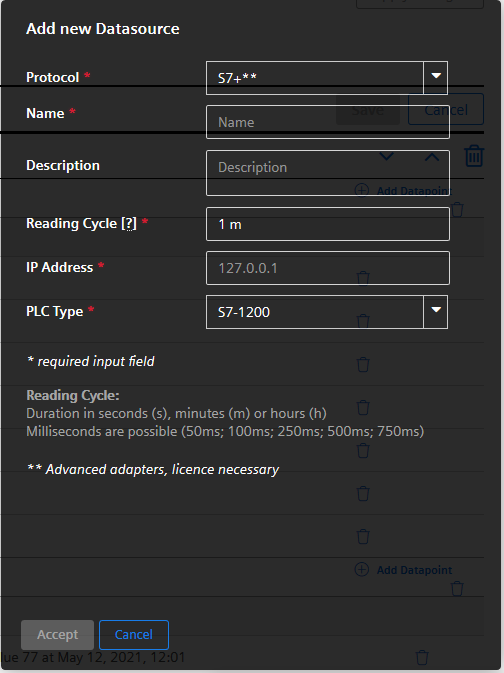 Add new Datasource
Protocol * S7+**
Name * Name
Save Cancel
Description Description
Add Datapoint
Reading Cycle [?] * 1 m
IP Address * 127.0.0.1
PLC Type * S7-1200
* required input field
Reading Cycle:
Duration in seconds (s), minutes (m) or hours (h)
Milliseconds are possible (50ms; 100ms; 250ms; 500ms; 750ms)
** Advanced adapters, licence necessary
Add Datapoint
Accept Cancel
lue 77 at May 12, 2021, 12:01